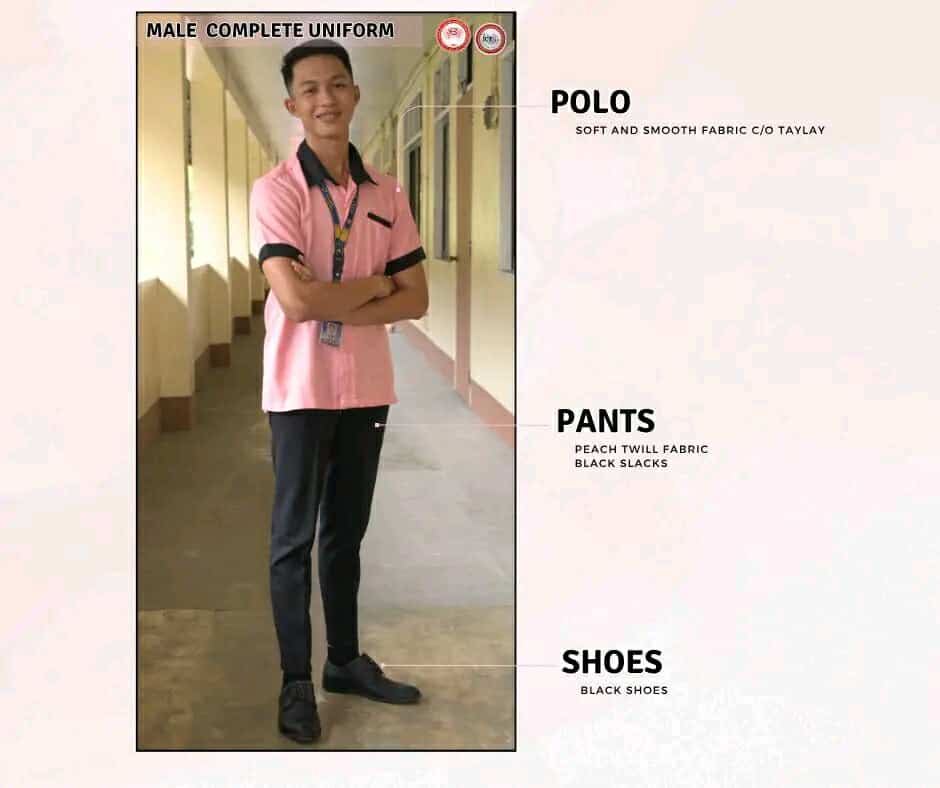 MALE COMPLETE UNIFORM
POLO
SOFT AND SMOOTH FABRIC C/O TAYLAY
PANTS
PEACH TWILL FABRIC
BLACK SLACKS
SHOES
BLACK SHOES